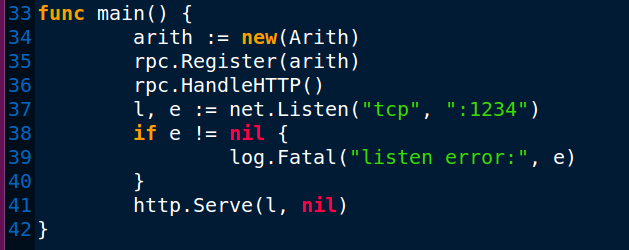 33 func main() {
34         arith := new(Arith)
35         rpc.Register(arith)
36         rpc.HandleHTTP()
37         l, e := net.Listen("tcp", ":1234")
38         if e != nil {
39                 log.Fatal("listen error:", e)
40         }
41         http.Serve(l, nil)
42 }